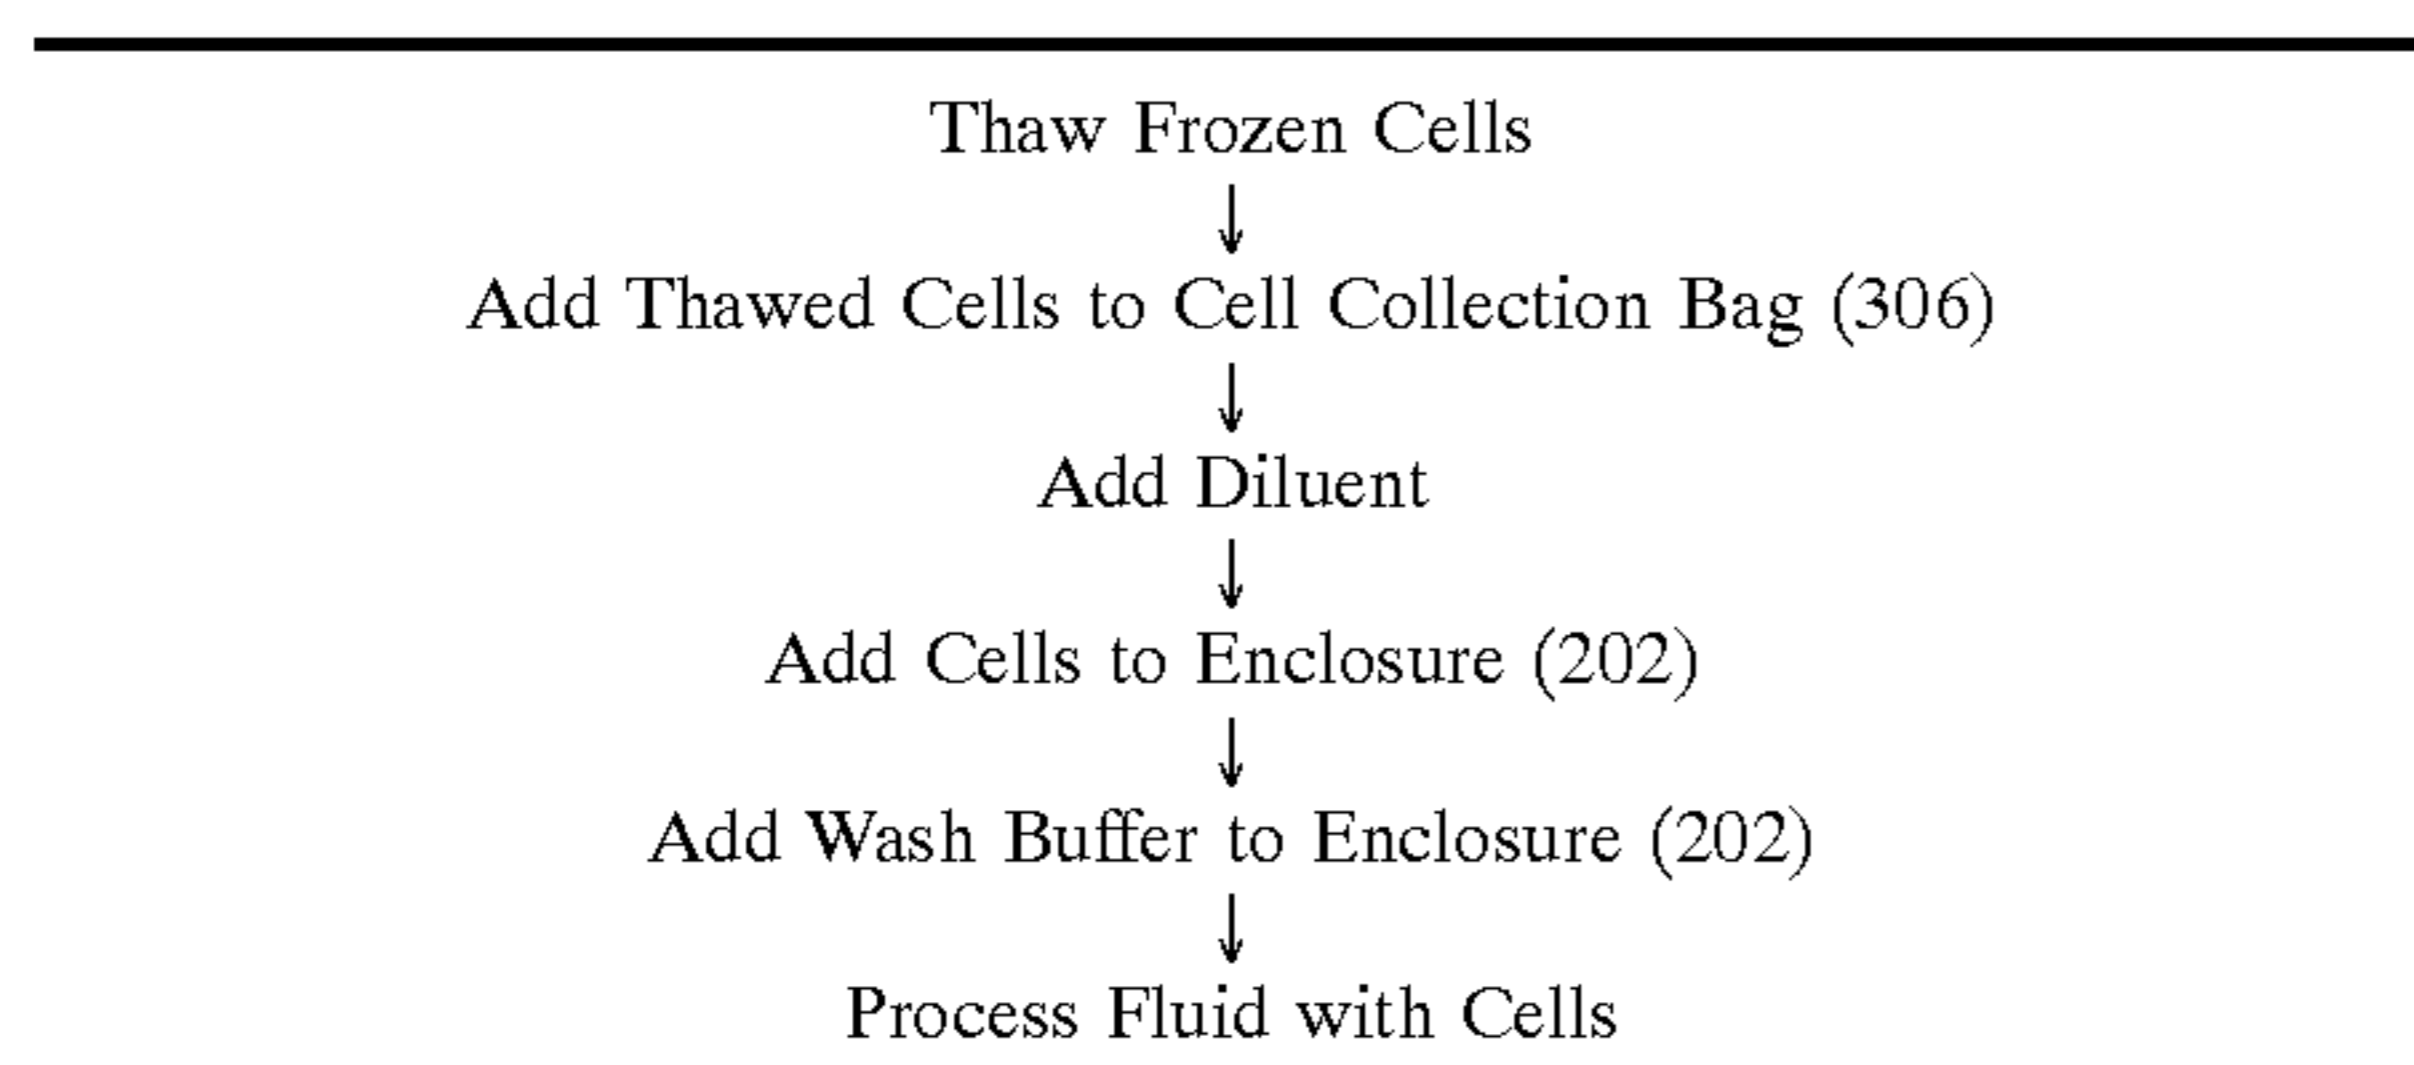 Thaw Frozen Cells
↓
Add Thawed Cells to Cell Collection Bag (306)
↓
Add Diluent
↓
Add Cells to Enclosure (202)
↓
Add Wash Buffer to Enclosure (202)
↓
Process Fluid with Cells